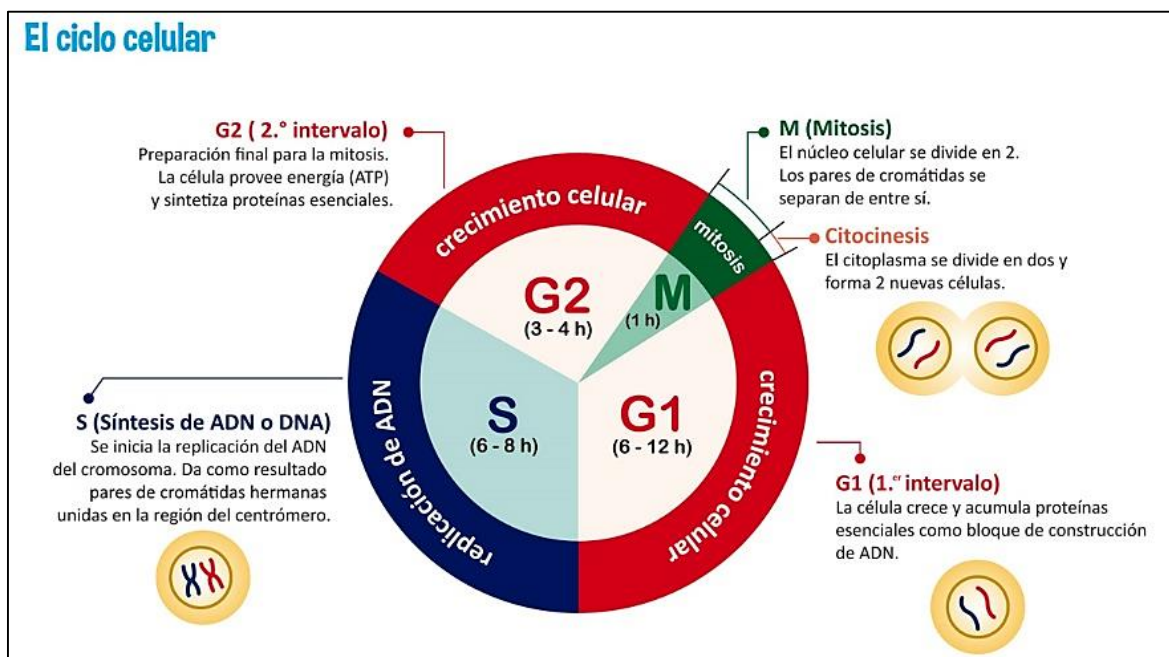 El ciclo celular
G2 ( 2.° intervalo)
Preparación final para la mitosis.
La célula provee energía (ATP)
y sintetiza proteínas esenciales.
M (Mitosis)
El núcleo celular se divide en 2.
Los pares de cromátidas se
separan de entre sí.
Citocinesis
El citoplasma se divide en dos y
forma 2 nuevas células.
crecimiento celular
mitosis
G2
(3 - 4 h)
M
(1 h)
S
(6 - 8 h)
G1
(6 - 12 h)
replicación de ADN
crecimiento celular
S (Síntesis de ADN o DNA)
Se inicia la replicación del ADN
del cromosoma. Da como resultado
pares de cromátidas hermanas
unidas en la región del centrómero.
G1 (1.er intervalo)
La célula crece y acumula proteínas
esenciales como bloque de construcción
de ADN.